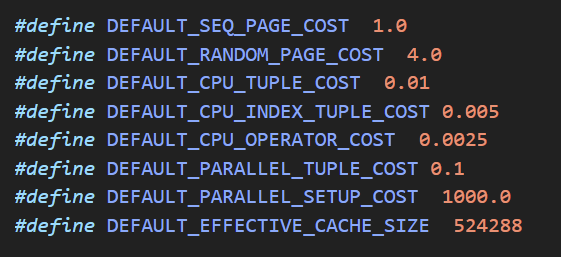 #define DEFAULT_SEQ_PAGE_COST  1.0
#define DEFAULT_RANDOM_PAGE_COST  4.0
#define DEFAULT_CPU_TUPLE_COST  0.01
#define DEFAULT_CPU_INDEX_TUPLE_COST 0.005
#define DEFAULT_CPU_OPERATOR_COST  0.0025
#define DEFAULT_PARALLEL_TUPLE_COST 0.1
#define DEFAULT_PARALLEL_SETUP_COST  1000.0
#define DEFAULT_EFFECTIVE_CACHE_SIZE  524288